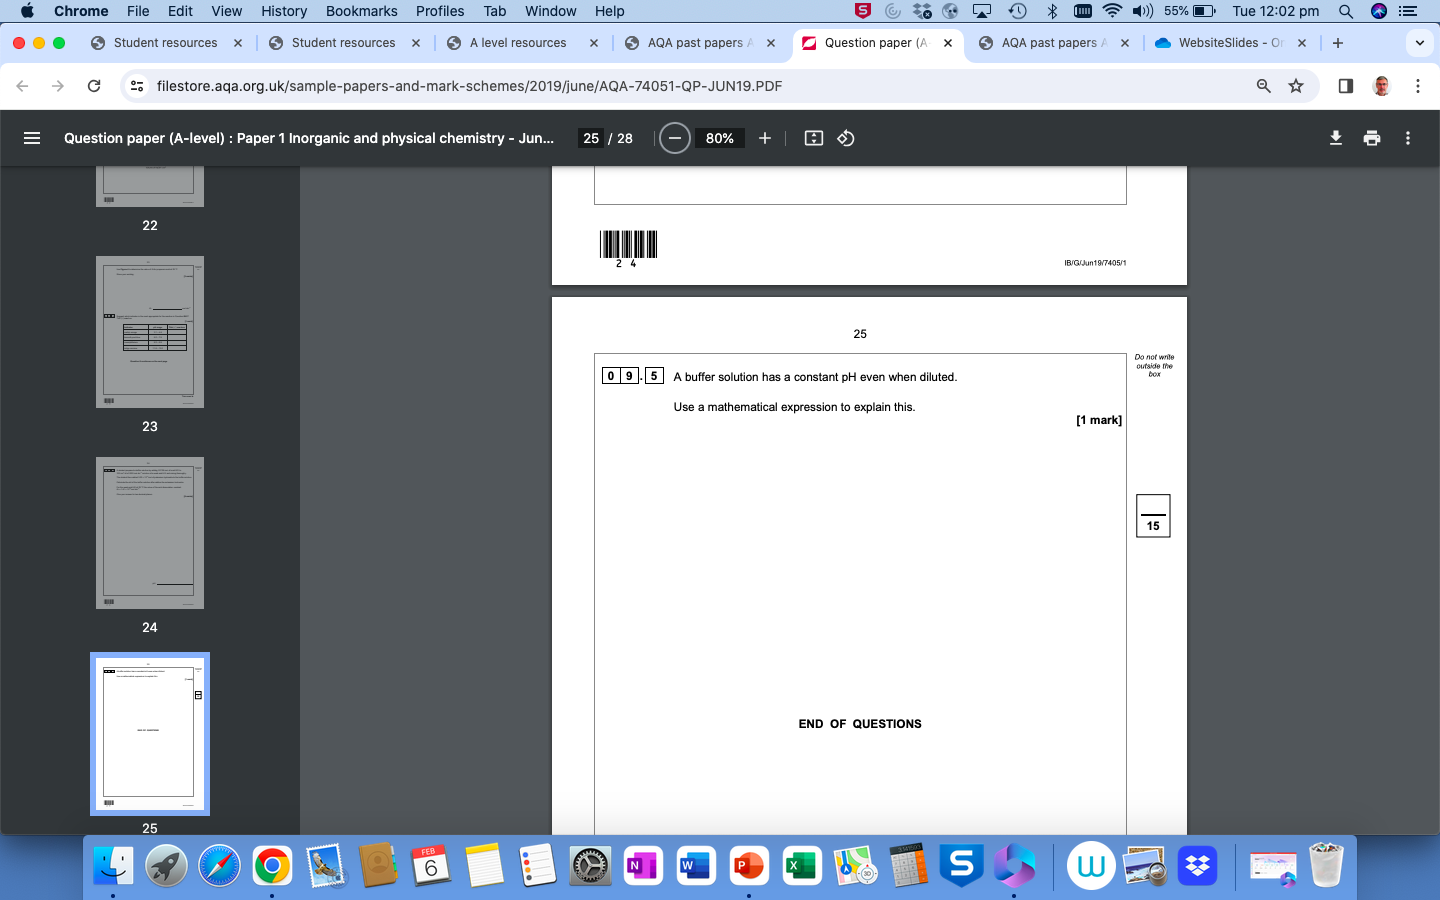 Chrome File Edit View History Bookmarks Profiles Tab Window Help 55% Tue 12:02 pm
Student resources Student resources A level resources AQA past papers A Question paper (A- AQA past papers A WebsiteSlides - On
filestore.aqa.org.uk/sample-papers-and-mark-schemes/2019/june/AQA-74051-QP-JUN19.PDF
Question paper (A-level) : Paper 1 Inorganic and physical chemistry - Jun... 25 / 28 80%
22
23
24
25
2 4
IB/G/Jun19/7405/1
25
Do not write
outside the
box
0 9 . 5 A buffer solution has a constant pH even when diluted.
Use a mathematical expression to explain this.
[1 mark]
15
END OF QUESTIONS
FEB
6
N W P X 3D S W